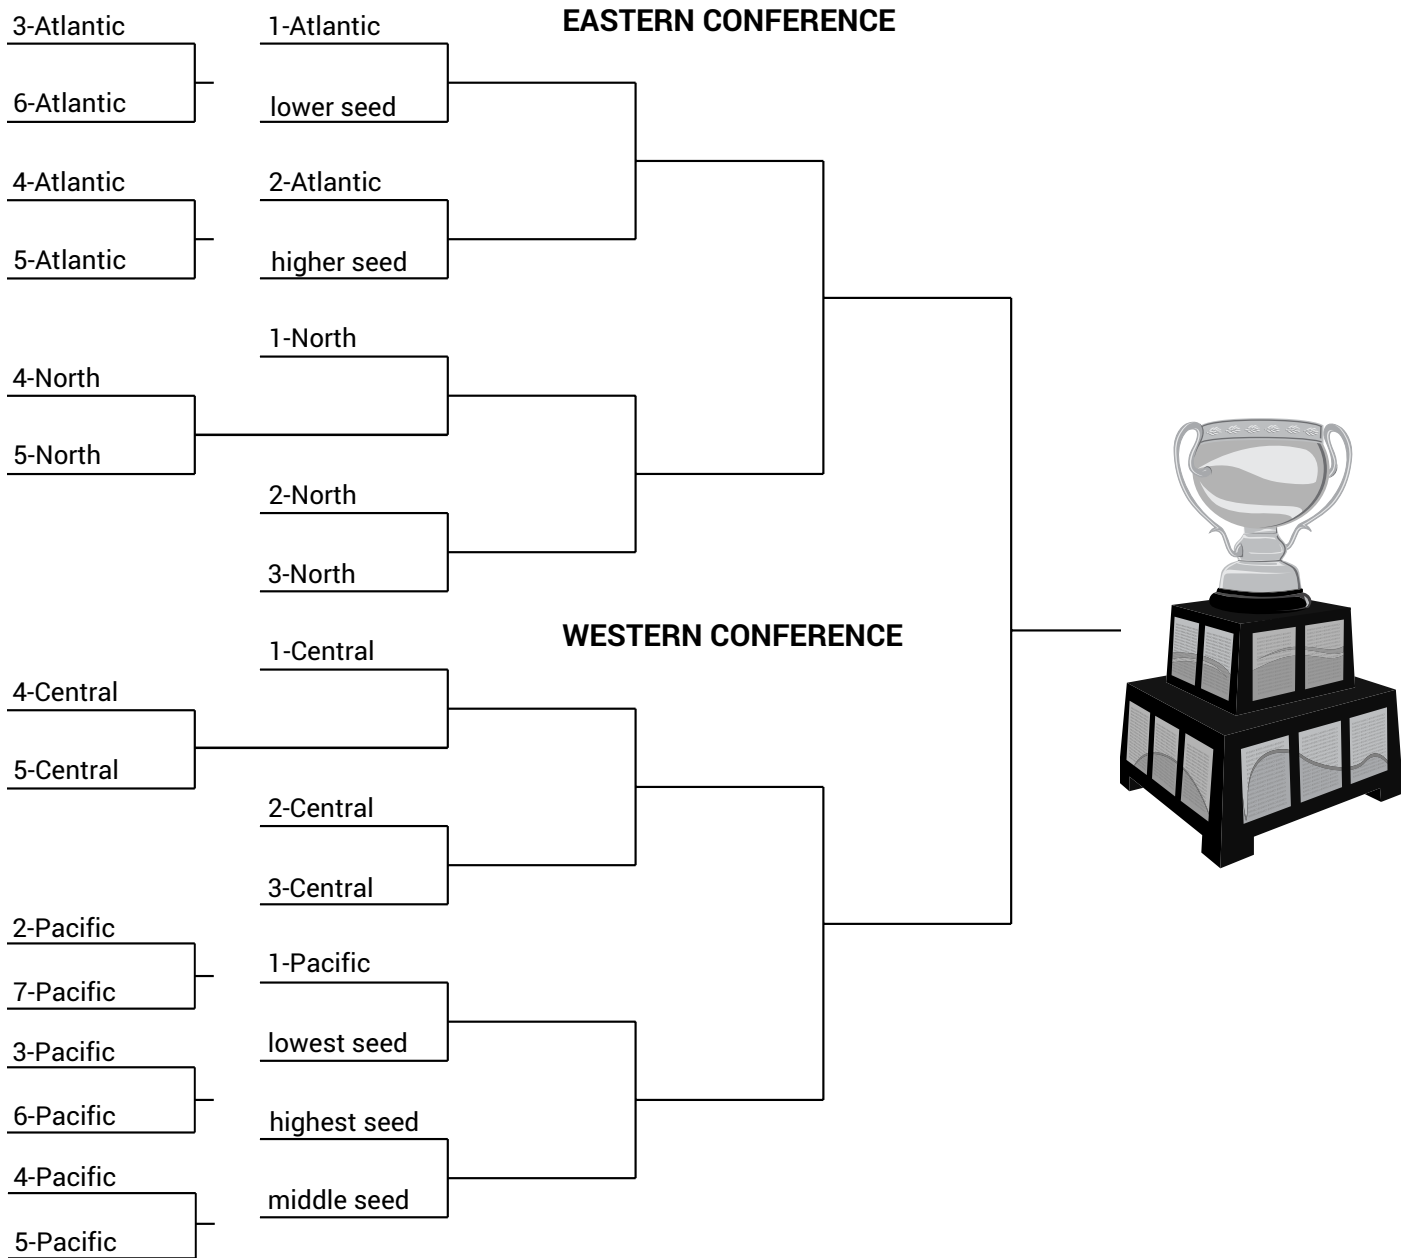 EASTERN CONFERENCE
3-Atlantic
6-Atlantic
1-Atlantic
lower seed
4-Atlantic
5-Atlantic
2-Atlantic
higher seed
1-North
4-North
5-North
2-North
3-North
WESTERN CONFERENCE
1-Central
4-Central
5-Central
2-Central
3-Central
2-Pacific
7-Pacific
1-Pacific
lowest seed
3-Pacific
6-Pacific
highest seed
middle seed
4-Pacific
5-Pacific